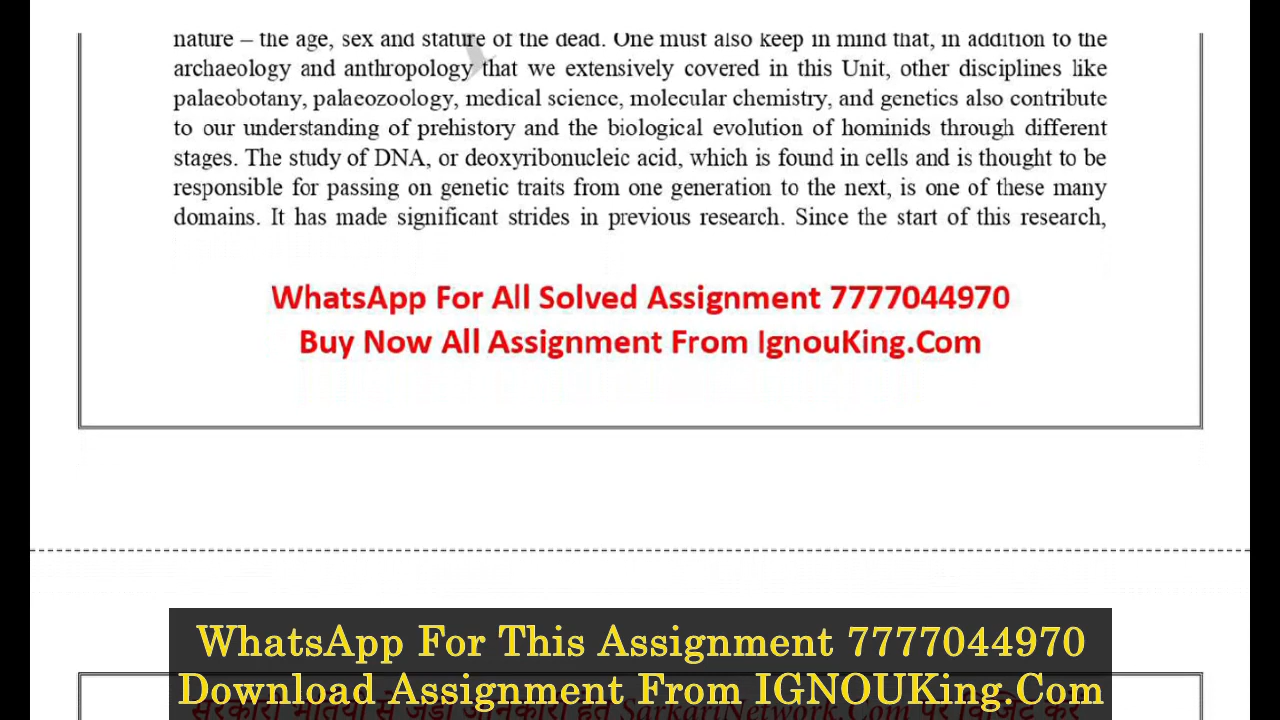 nature – the age, sex and stature of the dead. One must also keep in mind that, in addition to the
archaeology and anthropology that we extensively covered in this Unit, other disciplines like
palaeobotany, palaeozoology, medical science, molecular chemistry, and genetics also contribute
to our understanding of prehistory and the biological evolution of hominids through different
stages. The study of DNA, or deoxyribonucleic acid, which is found in cells and is thought to be
responsible for passing on genetic traits from one generation to the next, is one of these many
domains. It has made significant strides in previous research. Since the start of this research,
WhatsApp For All Solved Assignment 7777044970
Buy Now All Assignment From IgnouKing.Com
WhatsApp For This Assignment 7777044970
Download Assignment From IGNOUKing.Com